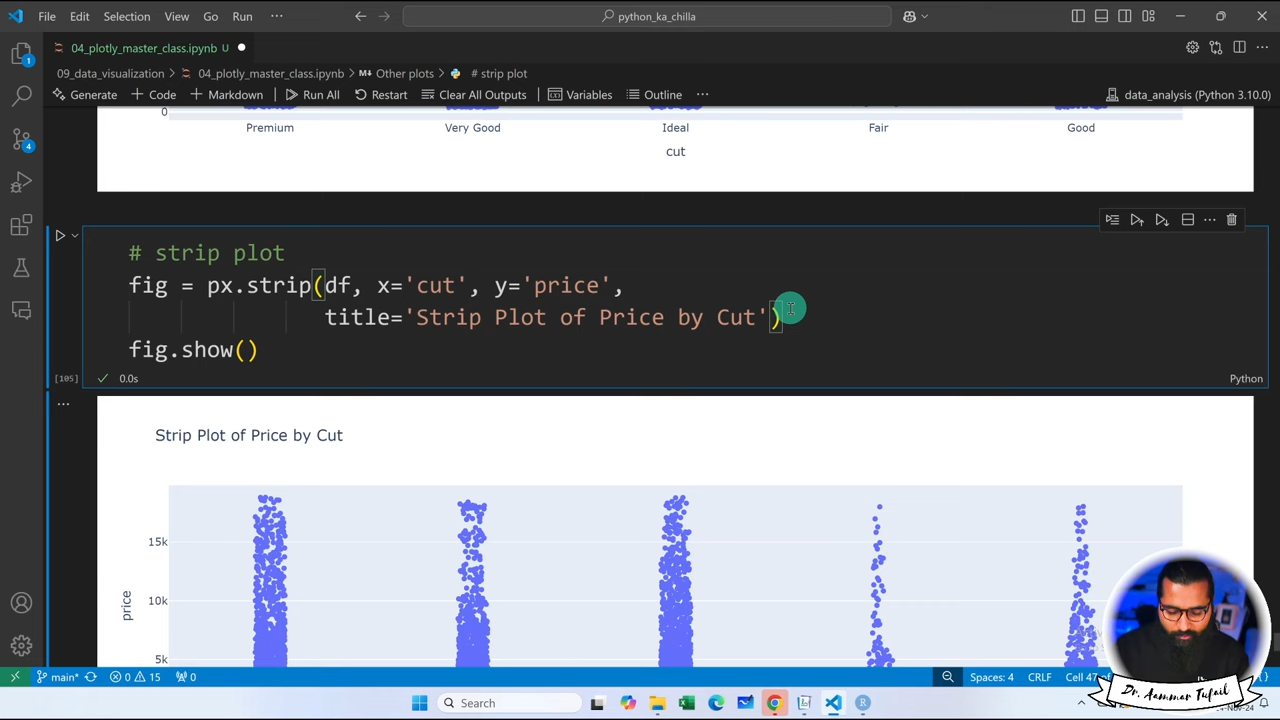 File Edit Selection View Go Run ··· python_ka_chilla
04_plotly_master_class.ipynb U
09_data_visualization > 04_plotly_master_class.ipynb > Other plots > # strip plot
Generate + Code + Markdown Run All Restart Clear All Outputs Variables Outline ··· data_analysis (Python 3.10.0)
0
Premium Very Good Ideal Fair Good
cut
# strip plot
fig = px.strip(df, x='cut', y='price',
title='Strip Plot of Price by Cut')
fig.show()
[105] 0.0s Python
Strip Plot of Price by Cut
15k
10k
5k
price
main* 0 15 0 Spaces: 4 CRLF Cell 47
Search
Dr. Aammar Tufail